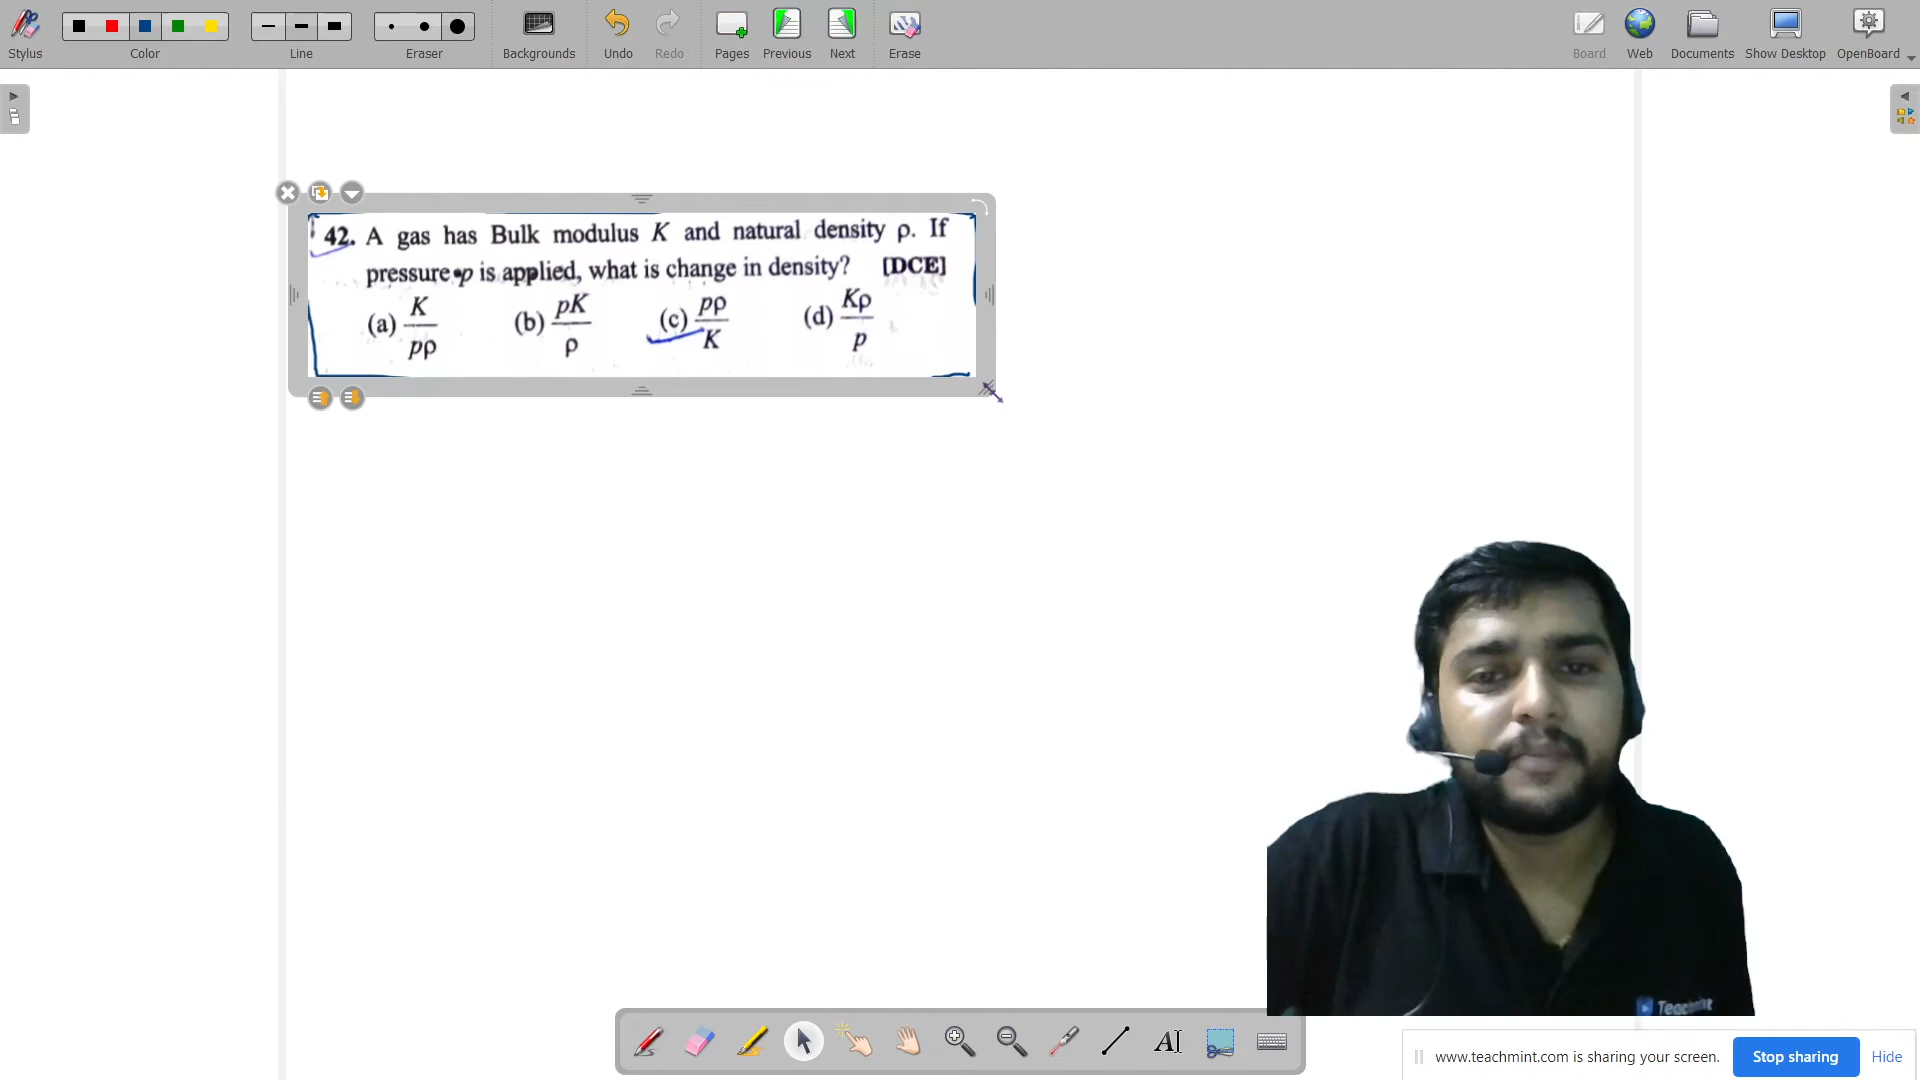 Stylus Color Line Eraser Backgrounds Undo Redo Pages Previous Next Erase Board Web Documents Show Desktop OpenBoard
42. A gas has Bulk modulus K and natural density ρ. If
pressure p is applied, what is change in density? [DCE]
(a) K/pρ (b) pK/ρ (c) pρ/K (d) Kρ/p
Teachmint
www.teachmint.com is sharing your screen. Stop sharing Hide